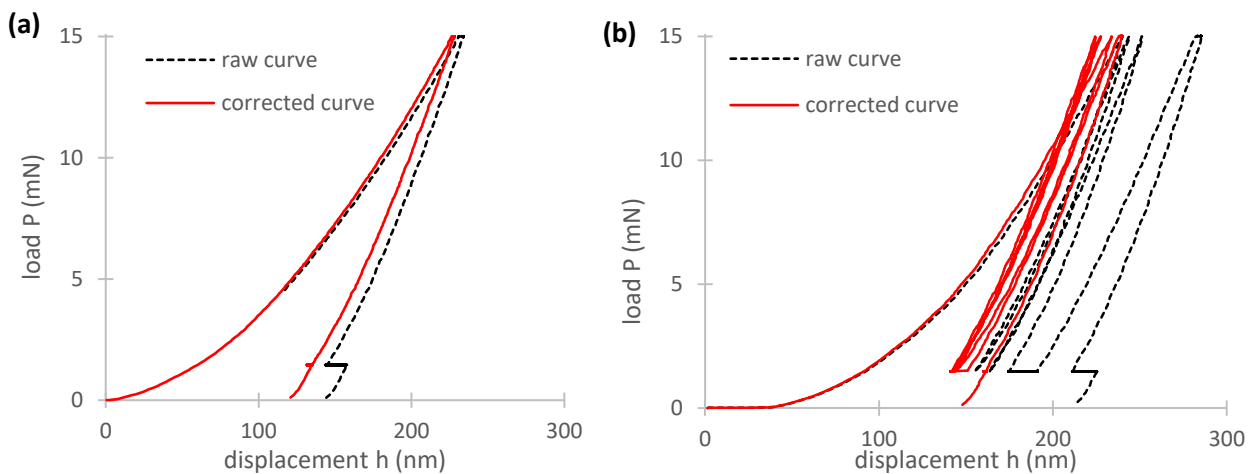 (a)
15
10
5
0
load P (mN)
raw curve
corrected curve
0 100 200 300
displacement h (nm)
(b)
15
10
5
0
load P (mN)
raw curve
corrected curve
0 100 200 300
displacement h (nm)